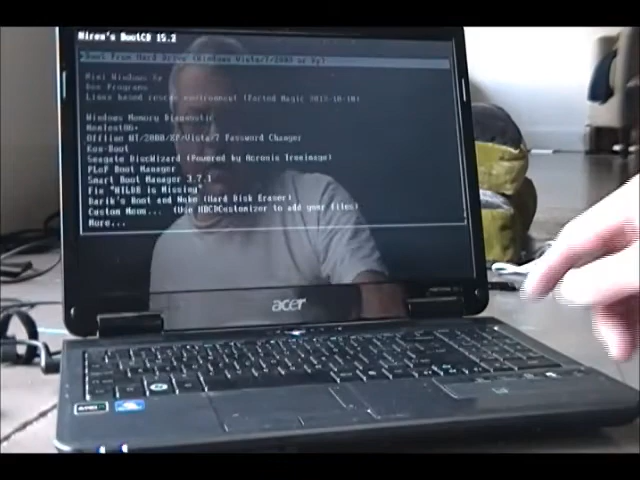 Hiren's BootCD 15.2
Boot From Hard Drive (Windows Vista/7/2008 or Xp)
Mini Windows Xp
Dos Programs
Linux based rescue environment (Parted Magic 2012-10-10)
Windows Memory Diagnostic
MemTest86+
Offline NT/2000/XP/Vista/7 Password Changer
Kon-Boot
Seagate DiscWizard (Powered by Acronis TrueImage)
PLoP Boot Manager
Smart Boot Manager 3.7.1
Fix "NTLDR is Missing"
Darik's Boot and Nuke (Hard Disk Eraser)
Custom Menu... (Use HBCDCustomizer to add your files)
More...
acer